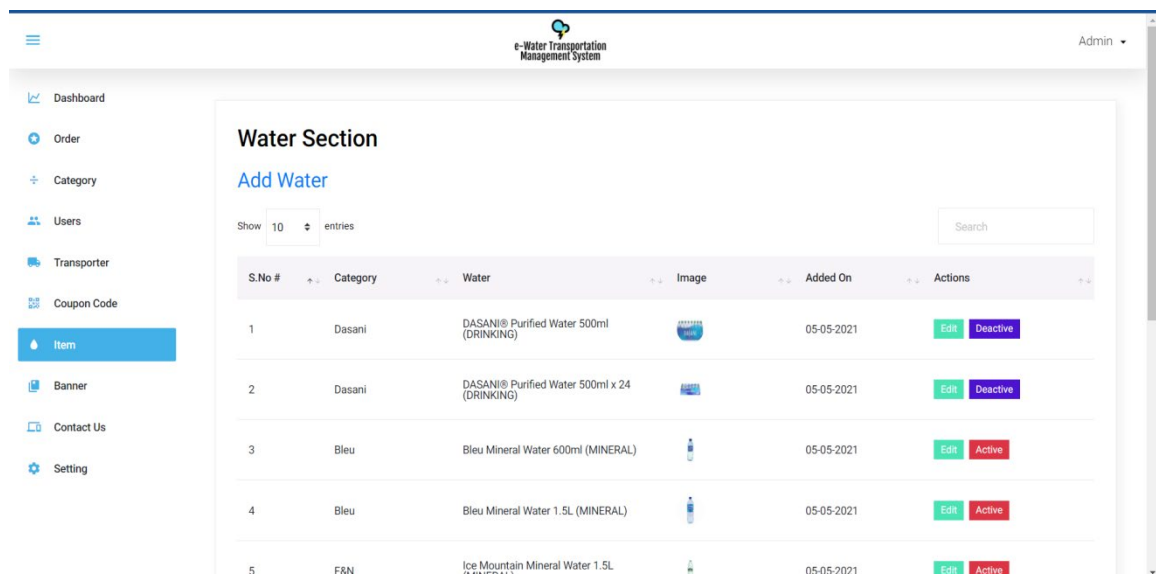 e-Water Transportation
Management System
Admin
Dashboard
Order
Category
Users
Transporter
Coupon Code
Item
Banner
Contact Us
Setting
Water Section
Add Water
Show 10 entries
Search
S.No # Category Water Image Added On Actions
1 Dasani DASANI® Purified Water 500ml
(DRINKING) 05-05-2021 Edit Deactive
2 Dasani DASANI® Purified Water 500ml x 24
(DRINKING) 05-05-2021 Edit Deactive
3 Bleu Bleu Mineral Water 600ml (MINERAL) 05-05-2021 Edit Active
4 Bleu Bleu Mineral Water 1.5L (MINERAL) 05-05-2021 Edit Active
5 F&N Ice Mountain Mineral Water 1.5L
(MINERAL) 05-05-2021 Edit Active